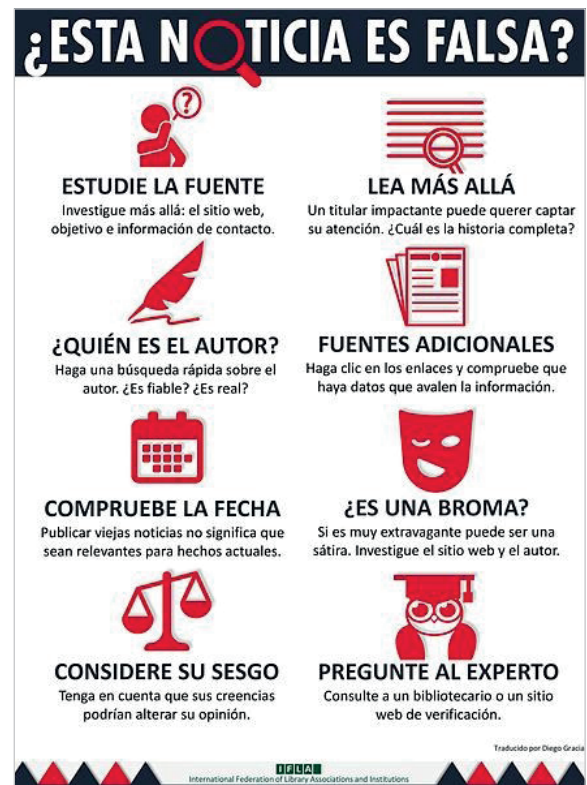 ¿ESTA NOTICIA ES FALSA?
?
ESTUDIE LA FUENTE
Investigue más allá: el sitio web,
objetivo e información de contacto.
LEA MÁS ALLÁ
Un titular impactante puede querer captar
su atención. ¿Cuál es la historia completa?
¿QUIÉN ES EL AUTOR?
Haga una búsqueda rápida sobre el
autor. ¿Es fiable? ¿Es real?
FUENTES ADICIONALES
Haga clic en los enlaces y compruebe que
haya datos que avalen la información.
COMPRUEBE LA FECHA
Publicar viejas noticias no significa que
sean relevantes para hechos actuales.
¿ES UNA BROMA?
Si es muy extravagante puede ser una
sátira. Investigue el sitio web y el autor.
CONSIDERE SU SESGO
Tenga en cuenta que sus creencias
podrían alterar su opinión.
PREGUNTE AL EXPERTO
Consulte a un bibliotecario o un sitio
web de verificación.
Traducido por Diego Gracia
IFLA
International Federation of Library Associations and Institutions